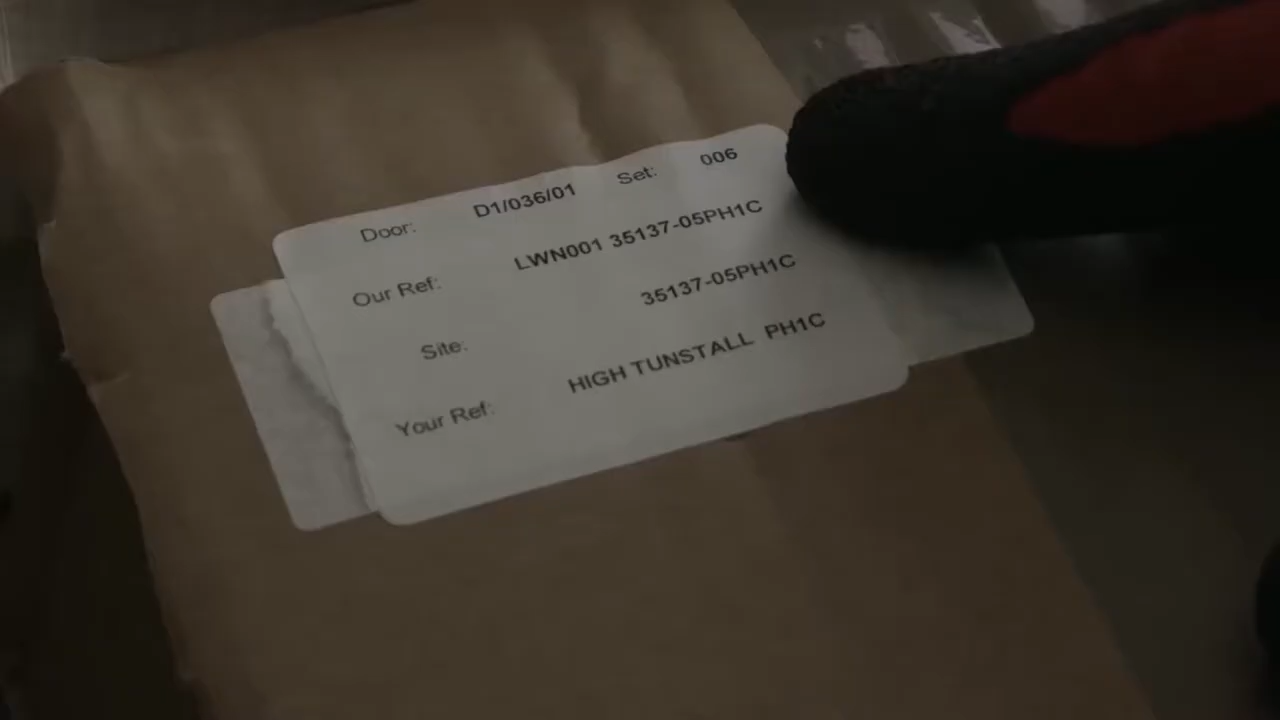 Door: D1/036/01 Set: 006
Our Ref: LWN001 35137-05PH1C
Site: 35137-05PH1C
Your Ref: HIGH TUNSTALL PH1C